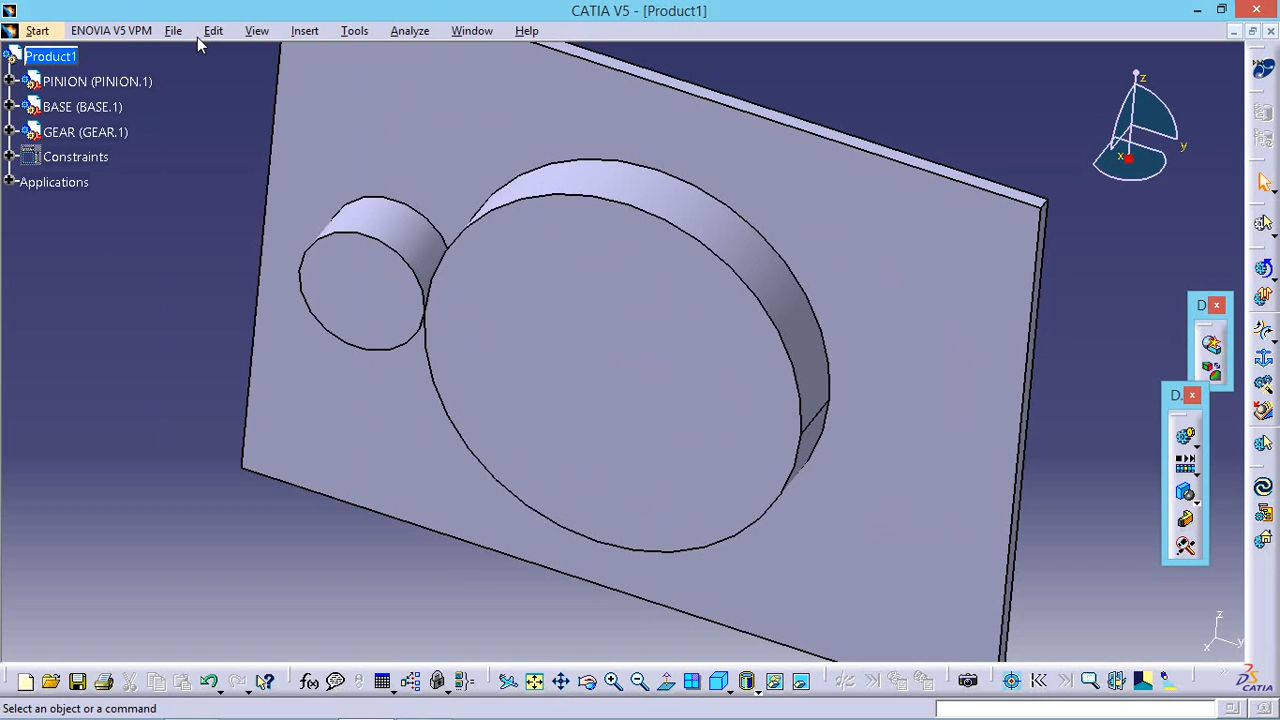 CATIA V5 - [Product1]
Start ENOVIA V5 VPM File Edit View Insert Tools Analyze Window Help
Product1
PINION (PINION.1)
BASE (BASE.1)
GEAR (GEAR.1)
Constraints
Applications
z
y
x
D
D.
z
y
x
f(x)
CATIA
Select an object or a command